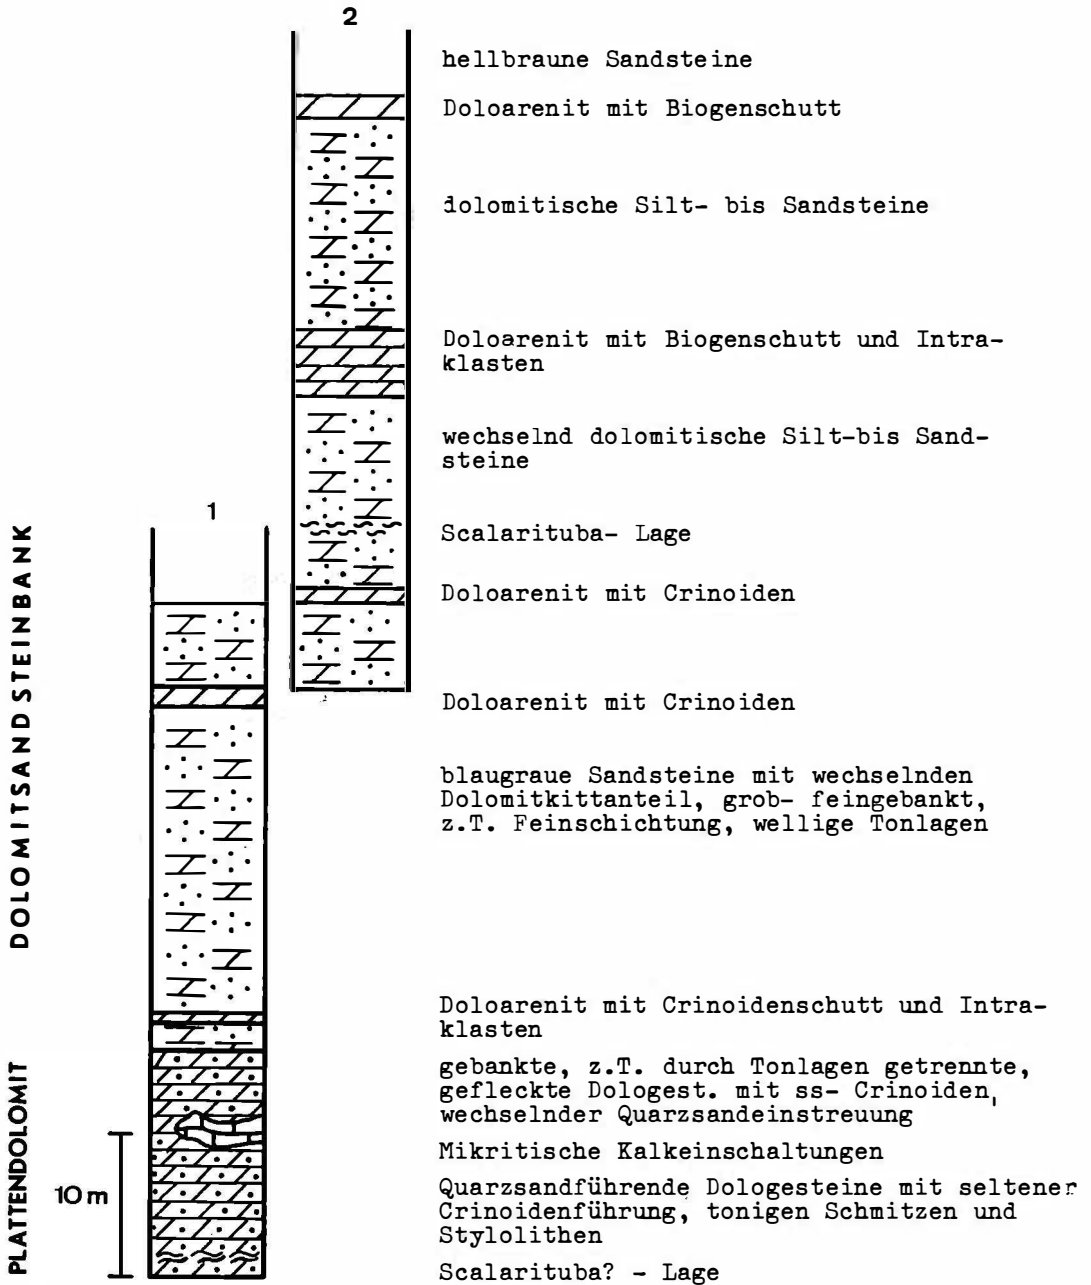 2
hellbraune Sandsteine
Doloarenit mit Biogenschutt
dolomitische Silt- bis Sandsteine
Doloarenit mit Biogenschutt und Intra-
klasten
wechselnd dolomitische Silt-bis Sand-
steine
Scalarituba- Lage
Doloarenit mit Crinoiden
1
Doloarenit mit Crinoiden
blaugraue Sandsteine mit wechselnden
Dolomitkittanteil, grob- feingebankt,
z.T. Feinschichtung, wellige Tonlagen
DOLOMITSANDSTEINBANK
Doloarenit mit Crinoidenschutt und Intra-
klasten
gebankte, z.T. durch Tonlagen getrennte,
gefleckte Dologest. mit ss- Crinoiden,
wechselnder Quarzsandeinstreuung
Mikritische Kalkeinschaltungen
Quarzsandführende Dologesteine mit seltener
Crinoidenführung, tonigen Schmitzen und
Stylolithen
Scalarituba? - Lage
PLATTENDOLOMIT
10m